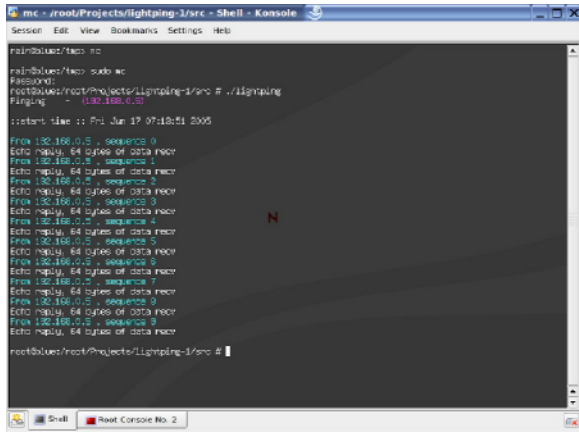 mc - /root/Projects/lightping-1/src - Shell - Konsole
Session Edit View Bookmarks Settings Help
rain@blue:/tmp> mc
rain@blue:/tmp> sudo mc
Password:
root@blue:/root/Projects/lightping-1/src # ./lightping
Pinging - (192.168.0.5)
::start time :: Fri Jun 17 07:18:51 2005
From 192.168.0.5 , sequence 0
Echo reply, 64 bytes of data recv
From 192.168.0.5 , sequence 1
Echo reply, 64 bytes of data recv
From 192.168.0.5 , sequence 2
Echo reply, 64 bytes of data recv
From 192.168.0.5 , sequence 3
Echo reply, 64 bytes of data recv
From 192.168.0.5 , sequence 4
Echo reply, 64 bytes of data recv
From 192.168.0.5 , sequence 5
Echo reply, 64 bytes of data recv
From 192.168.0.5 , sequence 6
Echo reply, 64 bytes of data recv
From 192.168.0.5 , sequence 7
Echo reply, 64 bytes of data recv
From 192.168.0.5 , sequence 8
Echo reply, 64 bytes of data recv
From 192.168.0.5 , sequence 9
Echo reply, 64 bytes of data recv
root@blue:/root/Projects/lightping-1/src #
N
Shell Root Console No. 2